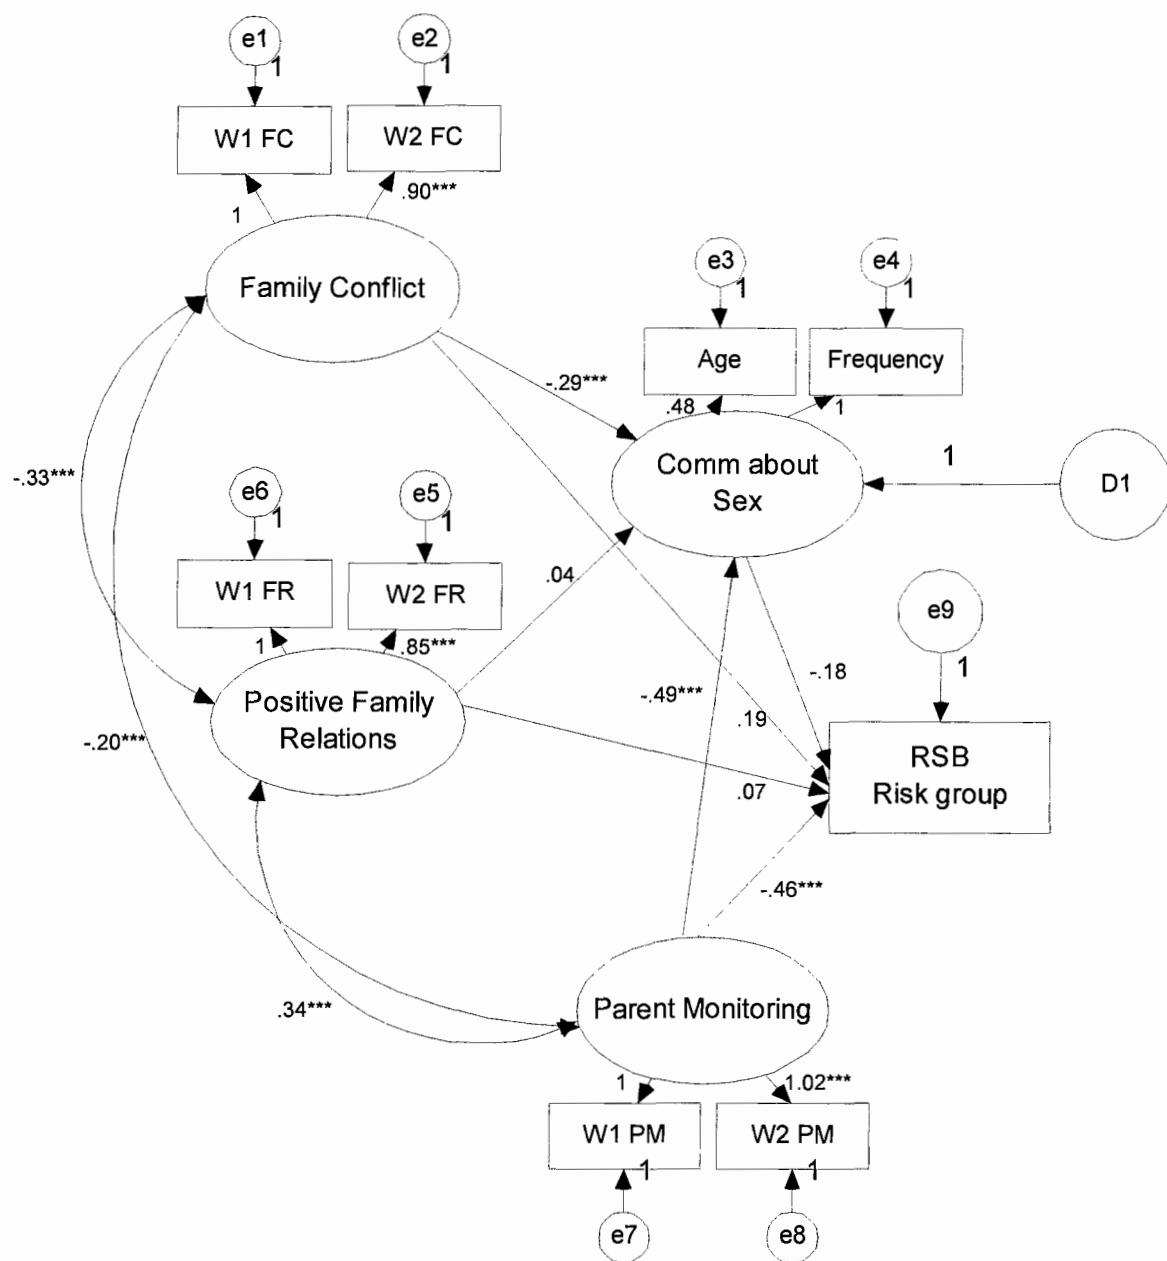 e1
e2
1
1
W1 FC
W2 FC
1
.90***
Family Conflict
e3
e4
1
1
Age
Frequency
-.29***
.48
1
Comm about
Sex
1
D1
-.33***
e6
e5
1
1
W1 FR
W2 FR
.04
1
.85***
e9
1
Positive Family
Relations
-.49***
-.18
.19
-.20***
.07
RSB
Risk group
-.46***
.34***
Parent Monitoring
1
1.02***
W1 PM
W2 PM
1
1
e7
e8